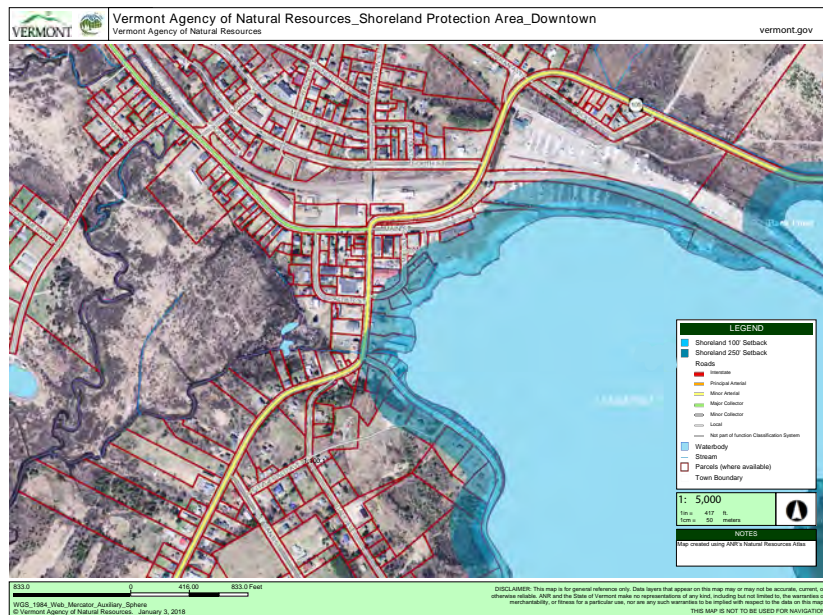 VERMONT
Vermont Agency of Natural Resources_Shoreland Protection Area_Downtown
Vermont Agency of Natural Resources
vermont.gov
105
LEGEND
Shoreland 100' Setback
Shoreland 250' Setback
Roads
Interstate
Principal Arterial
Minor Arterial
Major Collector
Minor Collector
Local
Not part of function Classification System
Waterbody
Stream
Parcels (where available)
Town Boundary
1: 5,000
1in = 417 ft.
1cm = 50 meters
NOTES
Map created using ANR's Natural Resources Atlas
833.0 0 416.00 833.0 Feet
WGS_1984_Web_Mercator_Auxiliary_Sphere
© Vermont Agency of Natural Resources. January 3, 2018
DISCLAIMER: This map is for general reference only. Data layers that appear on this map may or may not be accurate, current, o
otherwise reliable. ANR and the State of Vermont make no representations of any kind, including but not limited to, the warranties o
merchantability, or fitness for a particular use, nor are any such warranties to be implied with respect to the data on this map
THIS MAP IS NOT TO BE USED FOR NAVIGATION